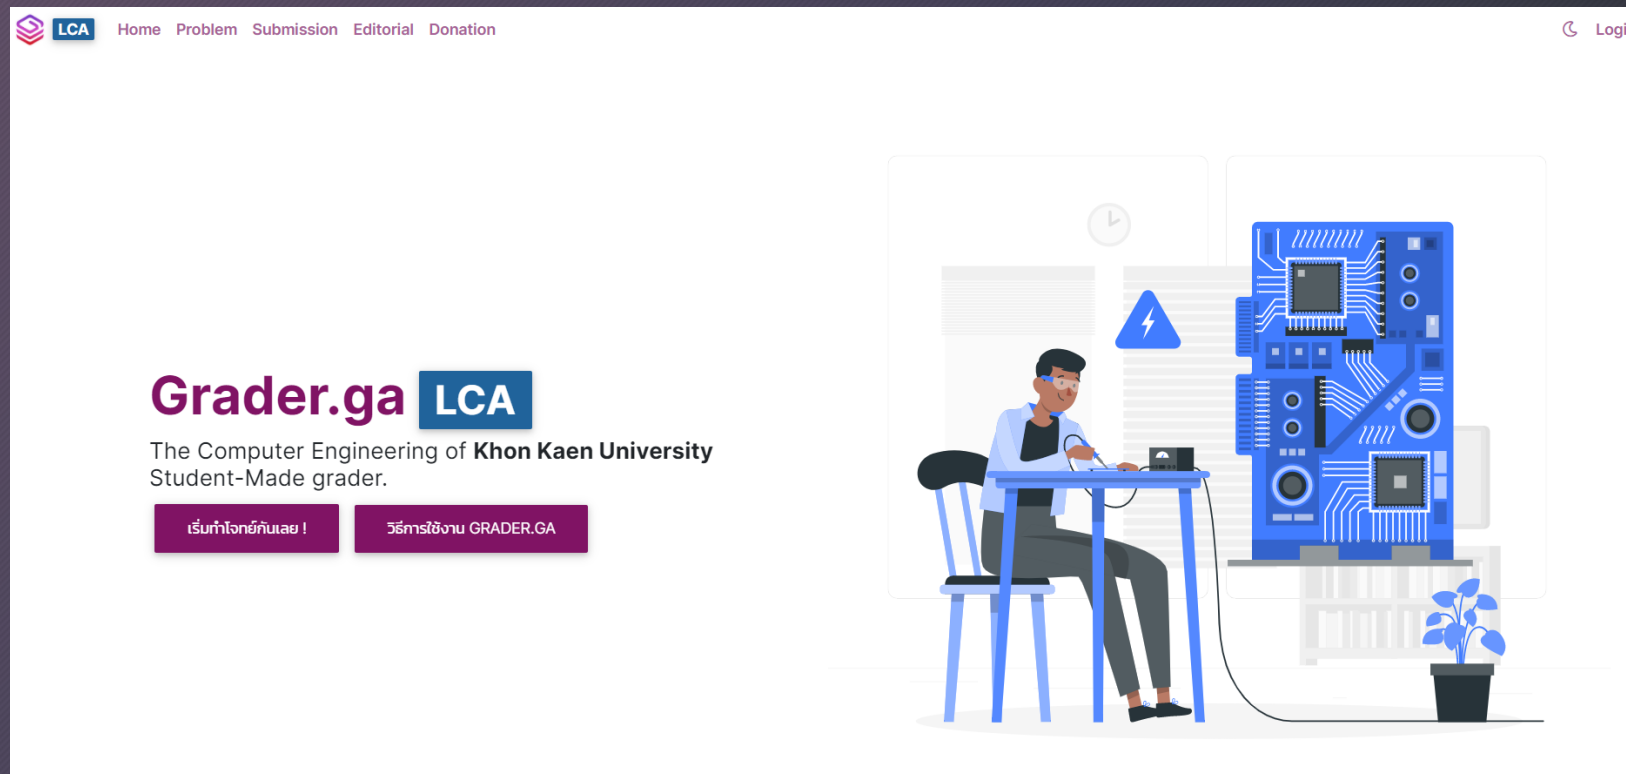 LCA Home Problem Submission Editorial Donation Logi
Grader.ga LCA
The Computer Engineering of Khon Kaen University
Student-Made grader.
เริ่มทำโจทย์กันเลย ! วิธีการใช้งาน GRADER.GA